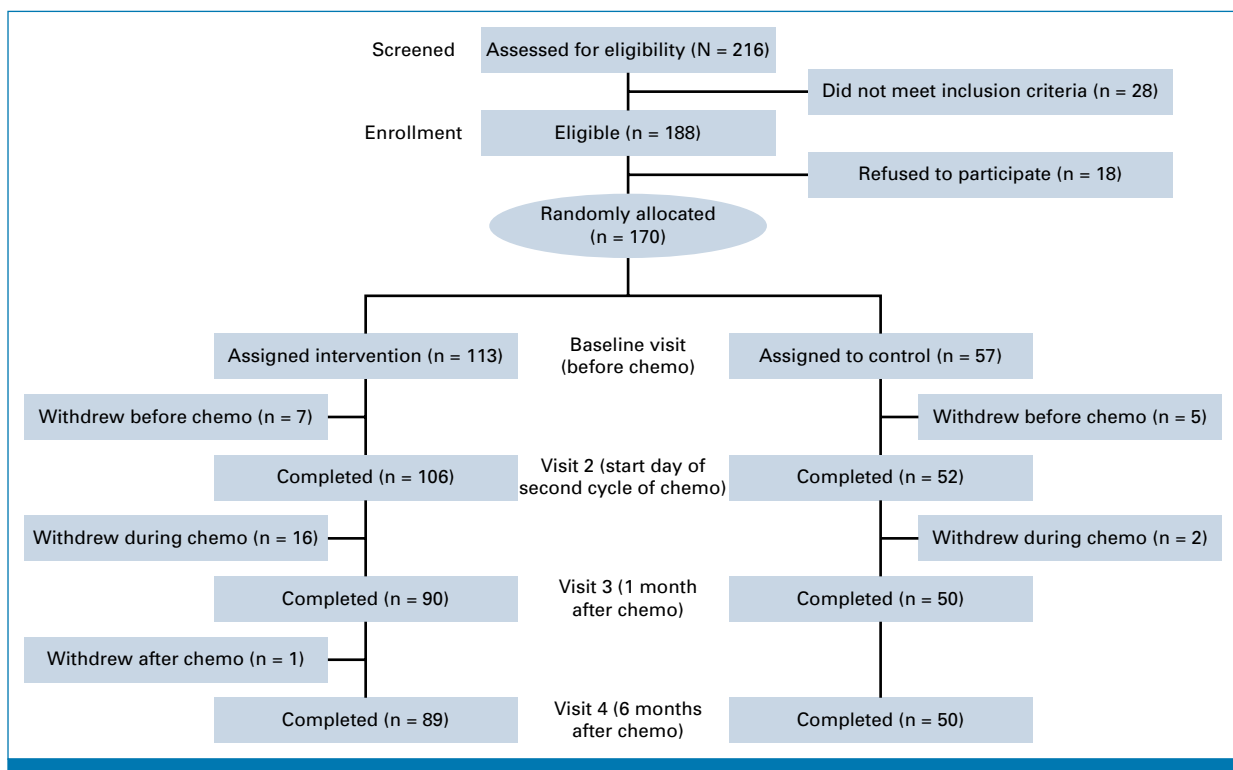 Screened
Assessed for eligibility (N = 216)
Did not meet inclusion criteria (n = 28)
Enrollment
Eligible (n = 188)
Refused to participate (n = 18)
Randomly allocated
(n = 170)
Assigned intervention (n = 113)
Baseline visit
(before chemo)
Assigned to control (n = 57)
Withdrew before chemo (n = 7)
Withdrew before chemo (n = 5)
Completed (n = 106)
Visit 2 (start day of
second cycle of chemo)
Completed (n = 52)
Withdrew during chemo (n = 16)
Withdrew during chemo (n = 2)
Completed (n = 90)
Visit 3 (1 month
after chemo)
Completed (n = 50)
Withdrew after chemo (n = 1)
Completed (n = 89)
Visit 4 (6 months
after chemo)
Completed (n = 50)